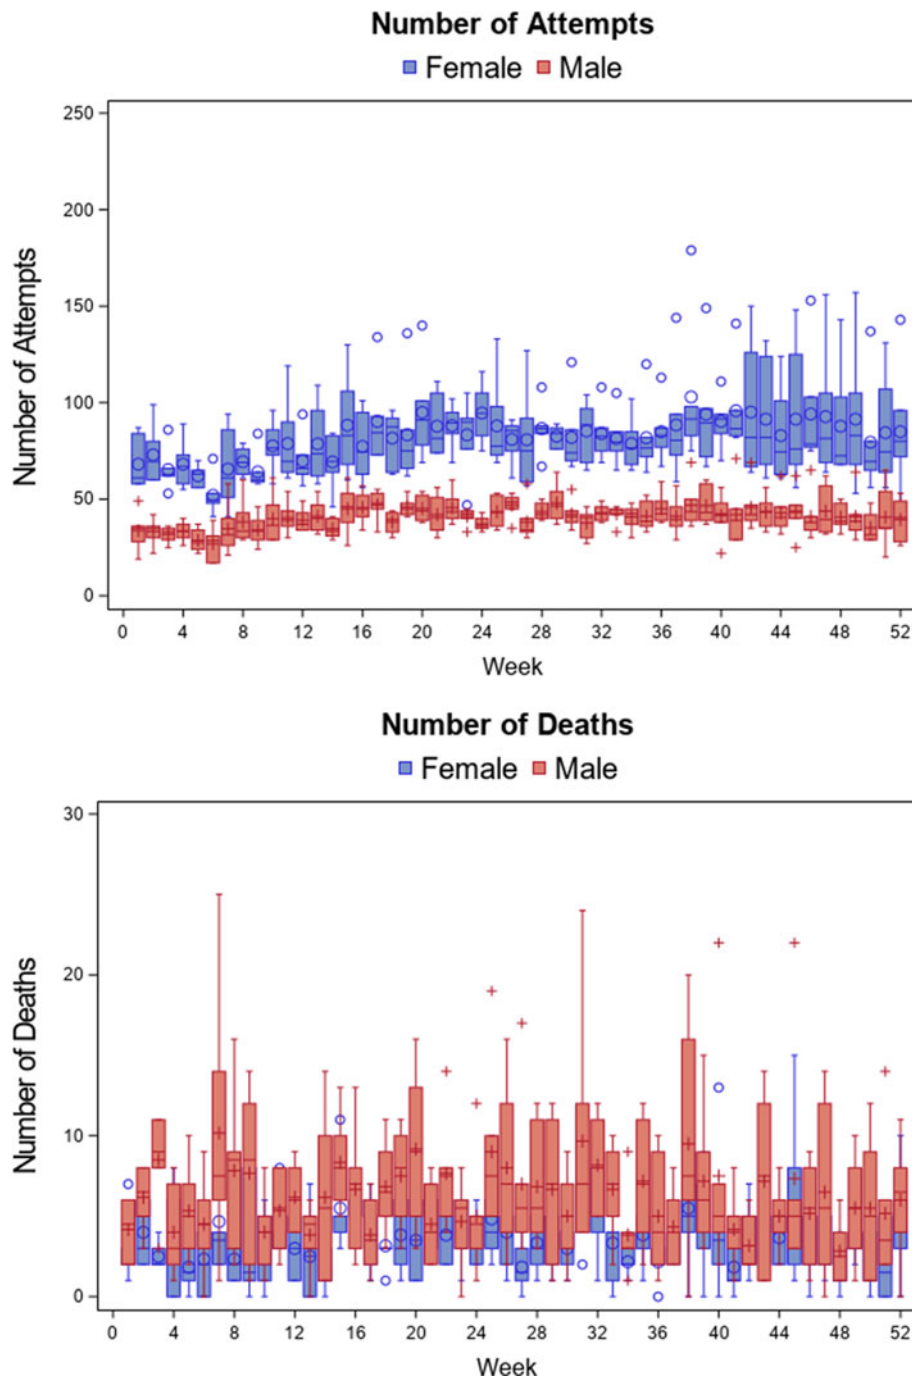 Number of Attempts
Female Male
250
200
150
100
50
0
Number of Attempts
0 4 8 12 16 20 24 28 32 36 40 44 48 52
Week
Number of Deaths
Female Male
30
20
10
0
Number of Deaths
0 4 8 12 16 20 24 28 32 36 40 44 48 52
Week